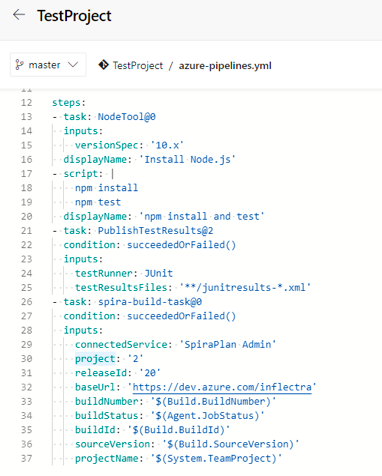 TestProject
master
TestProject / azure-pipelines.yml
11
12 steps:
13 - task: NodeTool@0
14 inputs:
15 versionSpec: '10.x'
16 displayName: 'Install Node.js'
17 - script: |
18 npm install
19 npm test
20 displayName: 'npm install and test'
21 - task: PublishTestResults@2
22 condition: succeededOrFailed()
23 inputs:
24 testRunner: JUnit
25 testResultsFiles: '**/junitresults-*.xml'
26 - task: spira-build-task@0
27 condition: succeededOrFailed()
28 inputs:
29 connectedService: 'SpiraPlan Admin'
30 project: '2'
31 releaseId: '20'
32 baseUrl: 'https://dev.azure.com/inflectra'
33 buildNumber: '$(Build.BuildNumber)'
34 buildStatus: '$(Agent.JobStatus)'
35 buildId: '$(Build.BuildId)'
36 sourceVersion: '$(Build.SourceVersion)'
37 projectName: '$(System.TeamProject)'